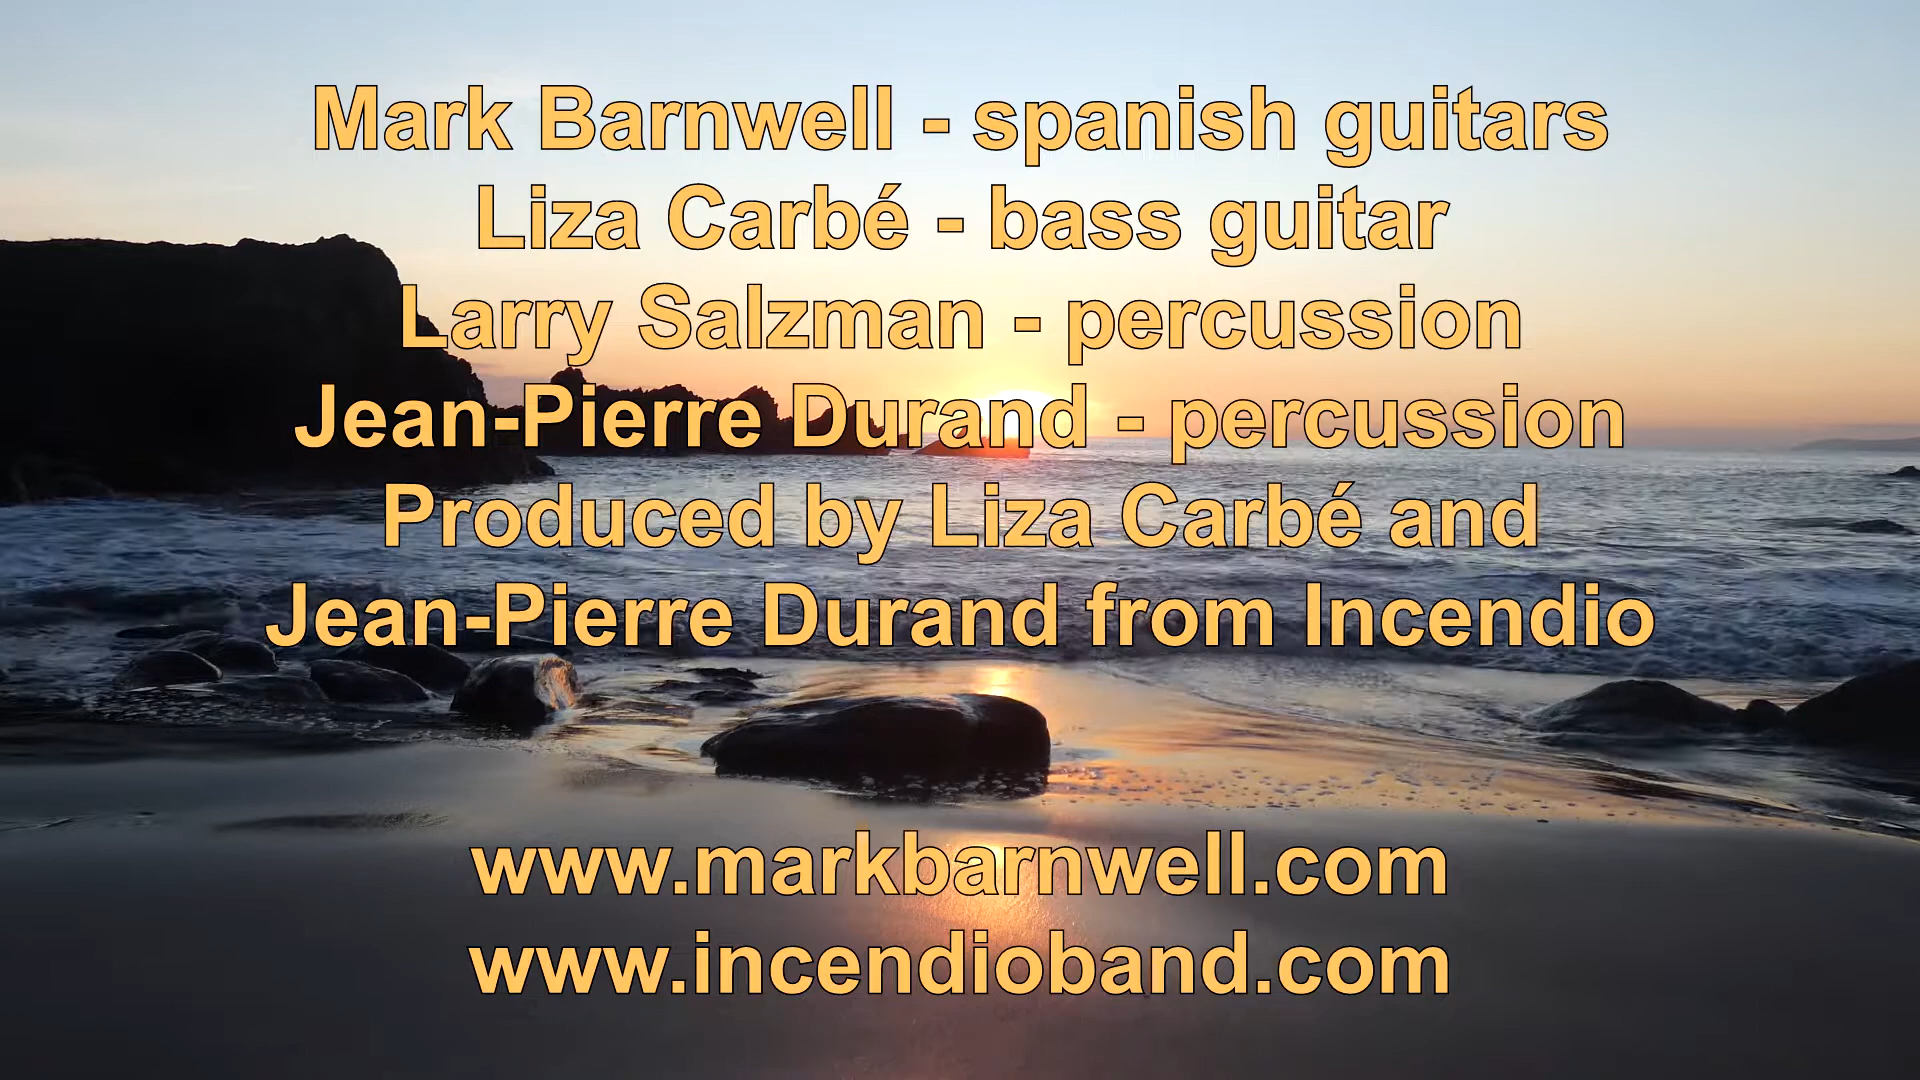 Mark Barnwell - spanish guitars
Liza Carbé - bass guitar
Larry Salzman - percussion
Jean-Pierre Durand - percussion
Produced by Liza Carbé and
Jean-Pierre Durand from Incendio
www.markbarnwell.com
www.incendioband.com